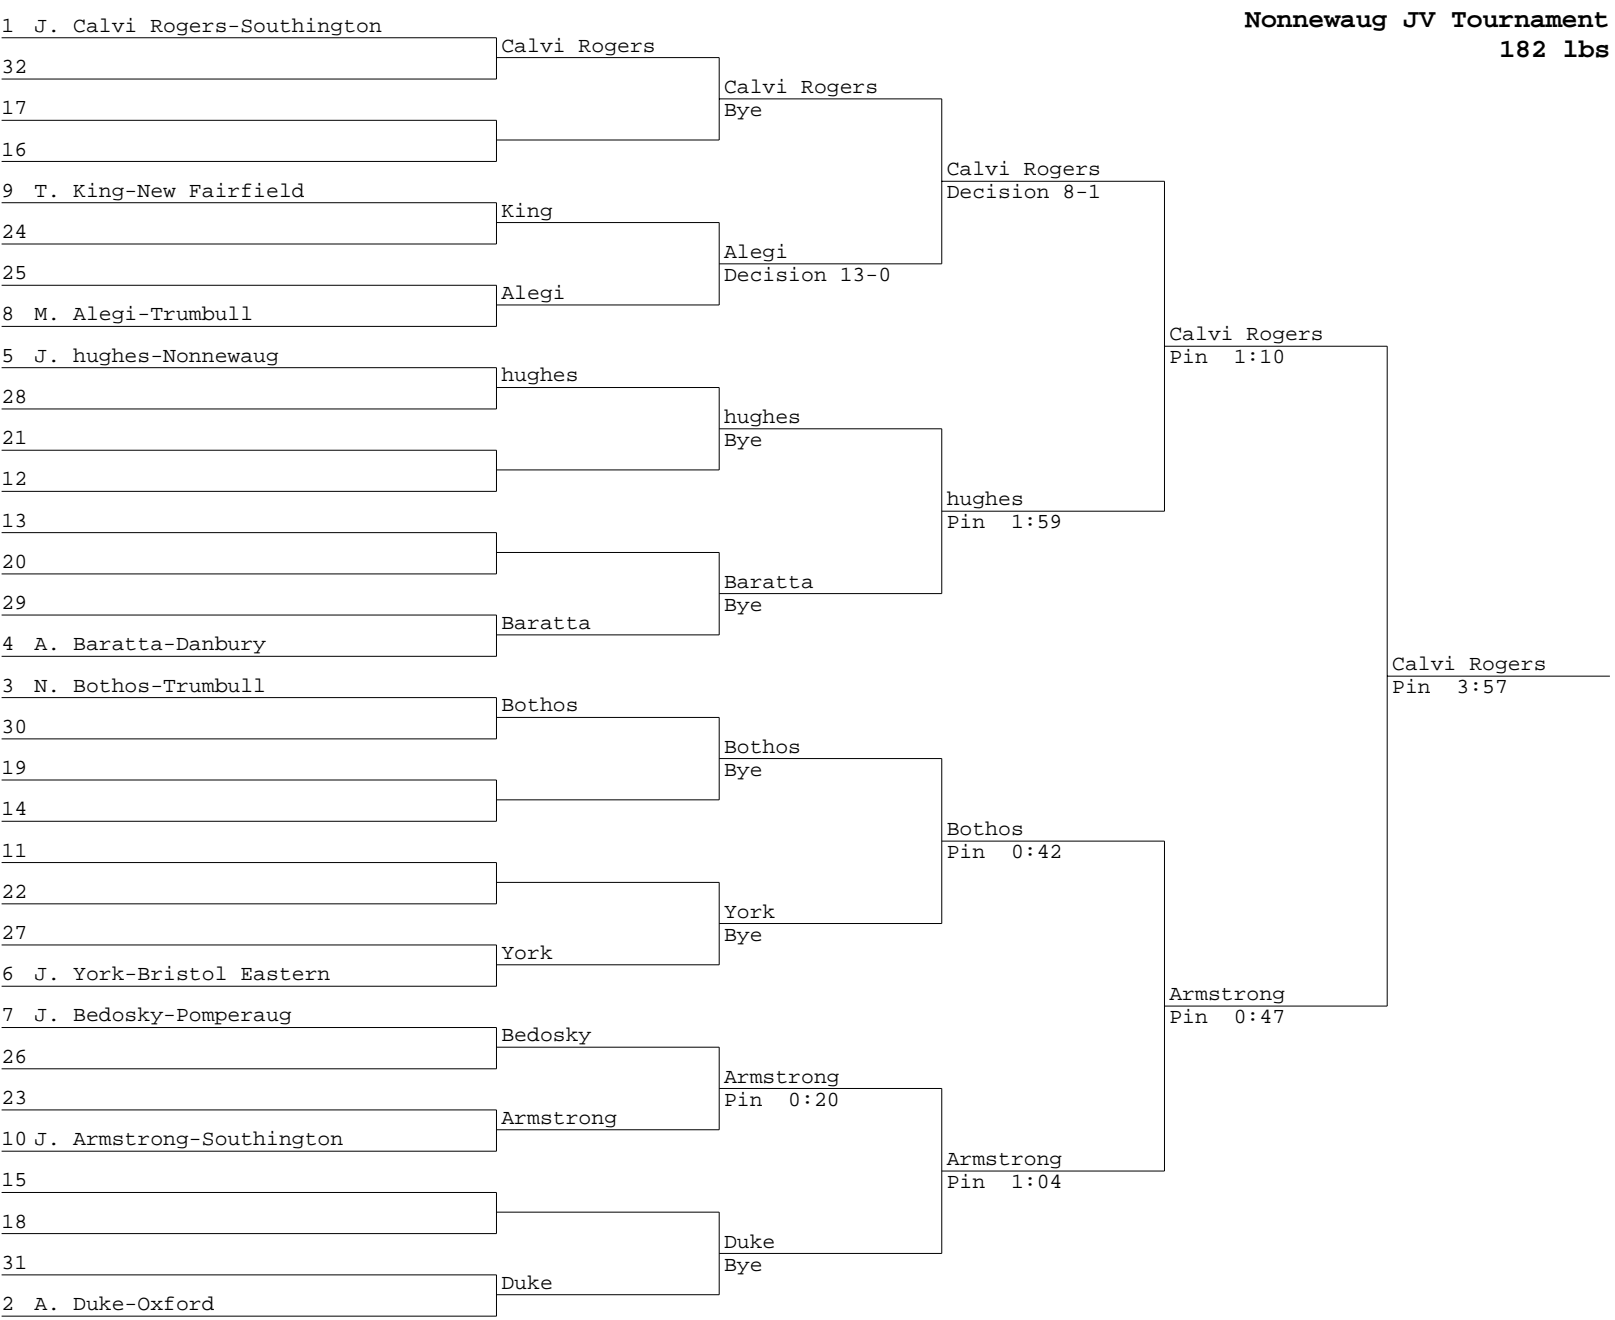 Nonnewaug JV Tournament
182 lbs
1 J. Calvi Rogers-Southington
32
17
16
9 T. King-New Fairfield
24
25
8 M. Alegi-Trumbull
5 J. hughes-Nonnewaug
28
21
12
13
20
29
4 A. Baratta-Danbury
3 N. Bothos-Trumbull
30
19
14
11
22
27
6 J. York-Bristol Eastern
7 J. Bedosky-Pomperaug
26
23
10 J. Armstrong-Southington
15
18
31
2 A. Duke-Oxford
Calvi Rogers
King
Alegi
hughes
Baratta
Bothos
York
Bedosky
Armstrong
Duke
Calvi Rogers
Bye
Alegi
Decision 13-0
hughes
Bye
Baratta
Bye
Bothos
Bye
York
Bye
Armstrong
Pin 0:20
Duke
Bye
Calvi Rogers
Decision 8-1
hughes
Pin 1:59
Bothos
Pin 0:42
Armstrong
Pin 1:04
Calvi Rogers
Pin 1:10
Armstrong
Pin 0:47
Calvi Rogers
Pin 3:57